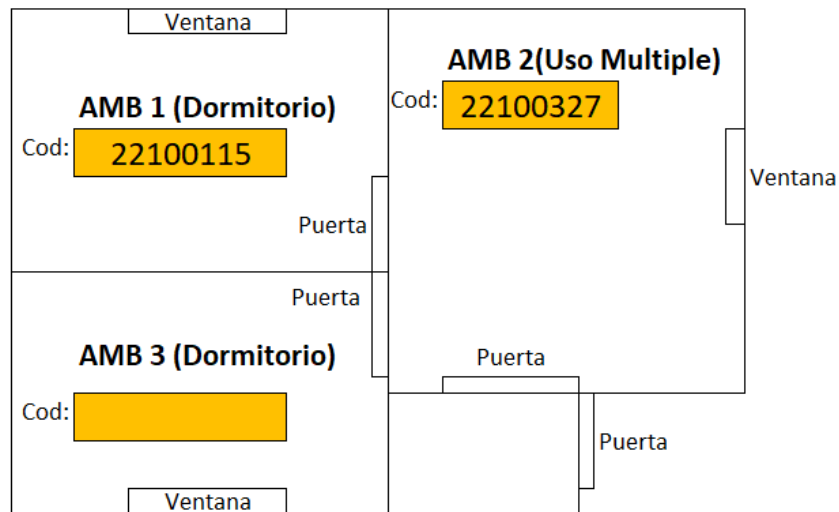 Ventana
AMB 1 (Dormitorio)
Cod: 22100115
Puerta
AMB 2(Uso Multiple)
Cod: 22100327
Ventana
Puerta
AMB 3 (Dormitorio)
Cod:
Ventana
Puerta
Puerta